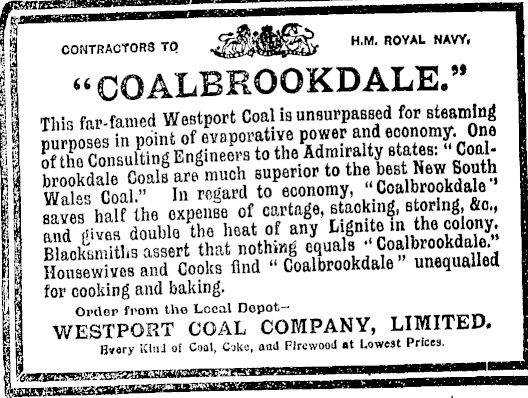 CONTRACTORS TO H.M. ROYAL NAVY,
"COALBROOKDALE."
This far-famed Westport Coal is unsurpassed for steaming
purposes in point of evaporative power and economy. One
of the Consulting Engineers to the Admiralty states: "Coal-
brookdale Coals are much superior to the best New South
Wales Coal." In regard to economy, "Coalbrookdale"
saves half the expense of cartage, stacking, storing, &c.,
and gives double the heat of any Lignite in the colony.
Blacksmiths assert that nothing equals "Coalbrookdale."
Housewives and Cooks find "Coalbrookdale" unequalled
for cooking and baking.
Order from the Local Depot—
WESTPORT COAL COMPANY, LIMITED.
Every Kind of Coal, Coke, and Firewood at Lowest Prices.